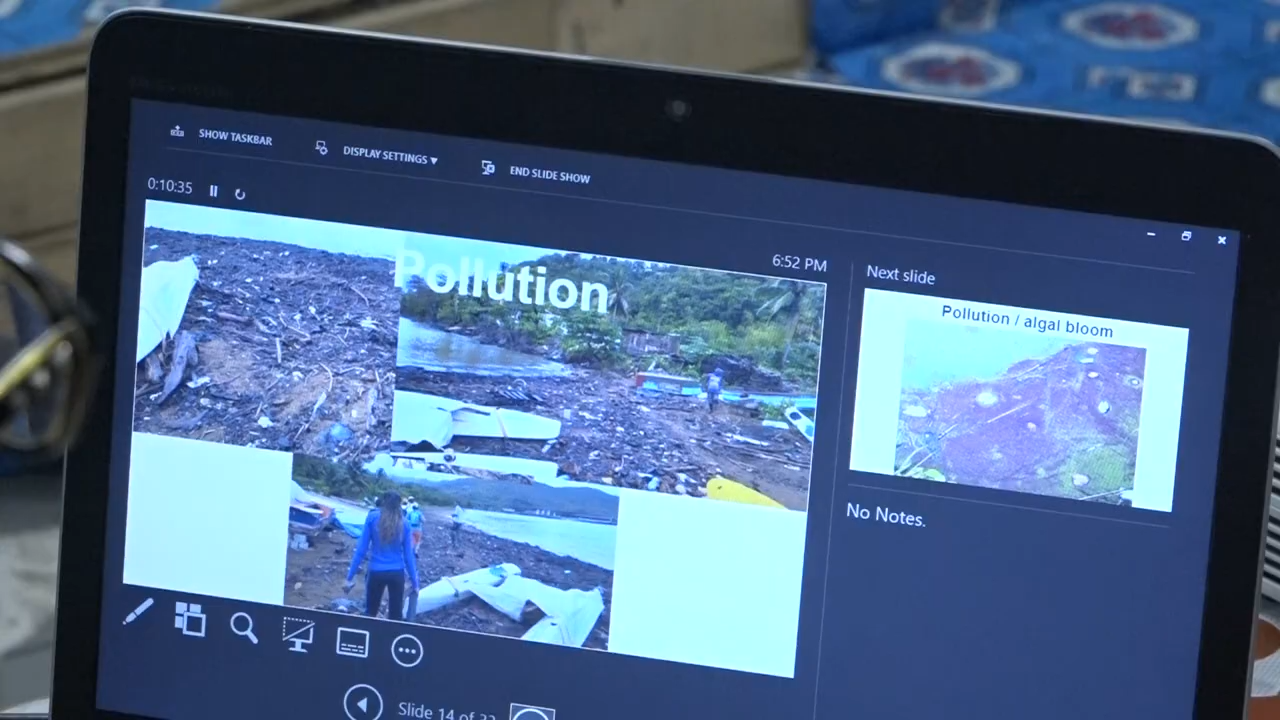 SHOW TASKBAR
DISPLAY SETTINGS ▼
END SLIDE SHOW
0:10:35
6:52 PM
Pollution
Next slide
Pollution / algal bloom
No Notes.
Slide 14 of